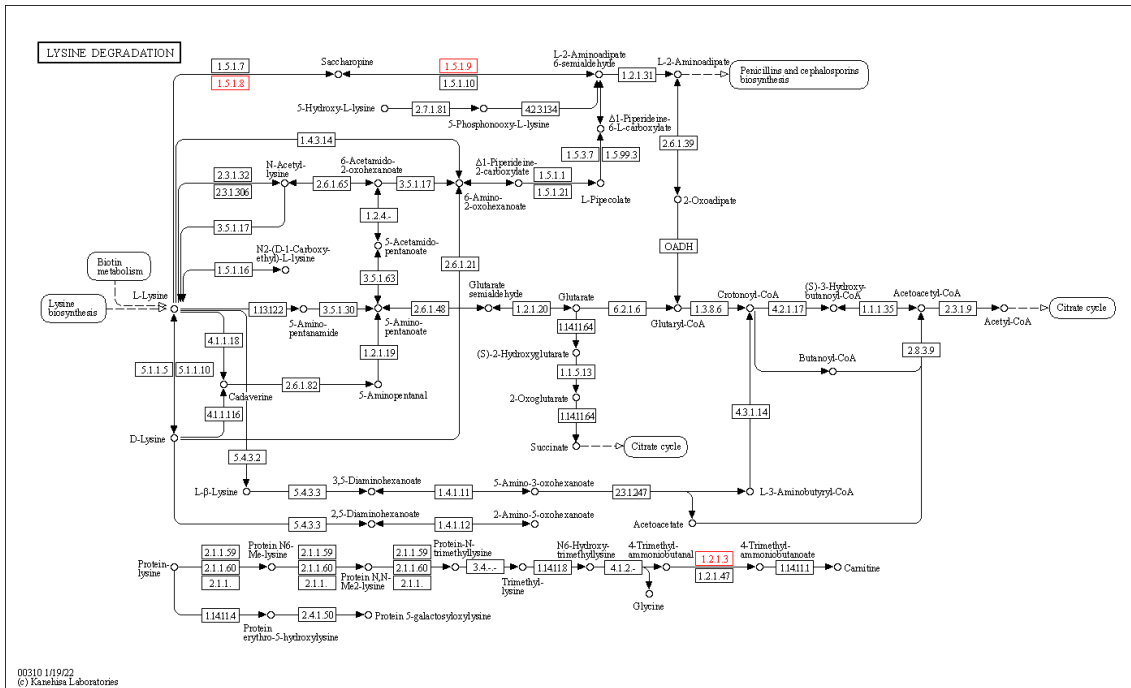 LYSINE DEGRADATION
1.5.1.7
1.5.1.8
Saccharopine
1.5.1.9
1.5.1.10
L-2-Aminoadipate
6-semialdehyde
1.2.1.31
L-2-Aminoadipate
Penicillins and cephalosporins
biosynthesis
5-Hydroxy-L-lysine
2.7.1.81
5-Phosphonooxy-L-lysine
4.2.3.134
Δ1-Piperideine-
6-L-carboxylate
1.4.3.14
2.6.1.39
1.5.3.7
1.5.99.3
N-Acetyl-
lysine
2.3.1.32
2.3.1.306
2.6.1.65
6-Acetamido-
2-oxohexanoate
3.5.1.17
6-Amino-
2-oxohexanoate
Δ1-Piperideine-
2-carboxylate
1.5.1.1
1.5.1.21
L-Pipecolate
2-Oxoadipate
1.2.4.-
3.5.1.17
5-Acetamido-
pentanoate
OADH
N2-(D-1-Carboxy-
ethyl)-L-lysine
1.5.1.16
3.5.1.63
2.6.1.21
Biotin
metabolism
Lysine
biosynthesis
L-Lysine
1.13.12.2
5-Amino-
pentanamide
3.5.1.30
5-Amino-
pentanoate
2.6.1.48
Glutarate
semialdehyde
1.2.1.20
Glutarate
6.2.1.6
Glutaryl-CoA
1.3.8.6
Crotonoyl-CoA
4.2.1.17
(S)-3-Hydroxy-
butanoyl-CoA
1.1.1.35
Acetoacetyl-CoA
2.3.1.9
Acetyl-CoA
Citrate cycle
4.1.1.18
1.2.1.19
1.14.11.64
(S)-2-Hydroxyglutarate
Butanoyl-CoA
2.8.3.9
5.1.1.5
5.1.1.10
Cadaverine
2.6.1.82
5-Aminopentanal
1.1.5.13
2-Oxoglutarate
4.1.1.116
1.14.11.64
4.3.1.14
D-Lysine
Succinate
Citrate cycle
5.4.3.2
L-β-Lysine
5.4.3.3
3,5-Diaminohexanoate
1.4.1.11
5-Amino-3-oxohexanoate
2.3.1.247
L-3-Aminobutyryl-CoA
5.4.3.3
2,5-Diaminohexanoate
1.4.1.12
2-Amino-5-oxohexanoate
Acetoacetate
Protein-
lysine
2.1.1.59
2.1.1.60
2.1.1.
Protein N6-
Me-lysine
2.1.1.59
2.1.1.60
2.1.1.
Protein N,N-
Me2-lysine
2.1.1.59
2.1.1.60
2.1.1.
Protein-N-
trimethyllysine
3.4.-.-
Trimethyl-
lysine
1.14.11.8
N6-Hydroxy-
trimethyllysine
4.1.2.-
Glycine
4-Trimethyl-
ammoniobutanal
1.2.1.3
1.2.1.47
4-Trimethyl-
ammoniobutanoate
1.14.11.1
Carnitine
1.14.11.4
Protein
erythro-5-hydroxylysine
2.4.1.50
Protein 5-galactosyloxylysine
00310 1/19/22
(c) Kanehisa Laboratories